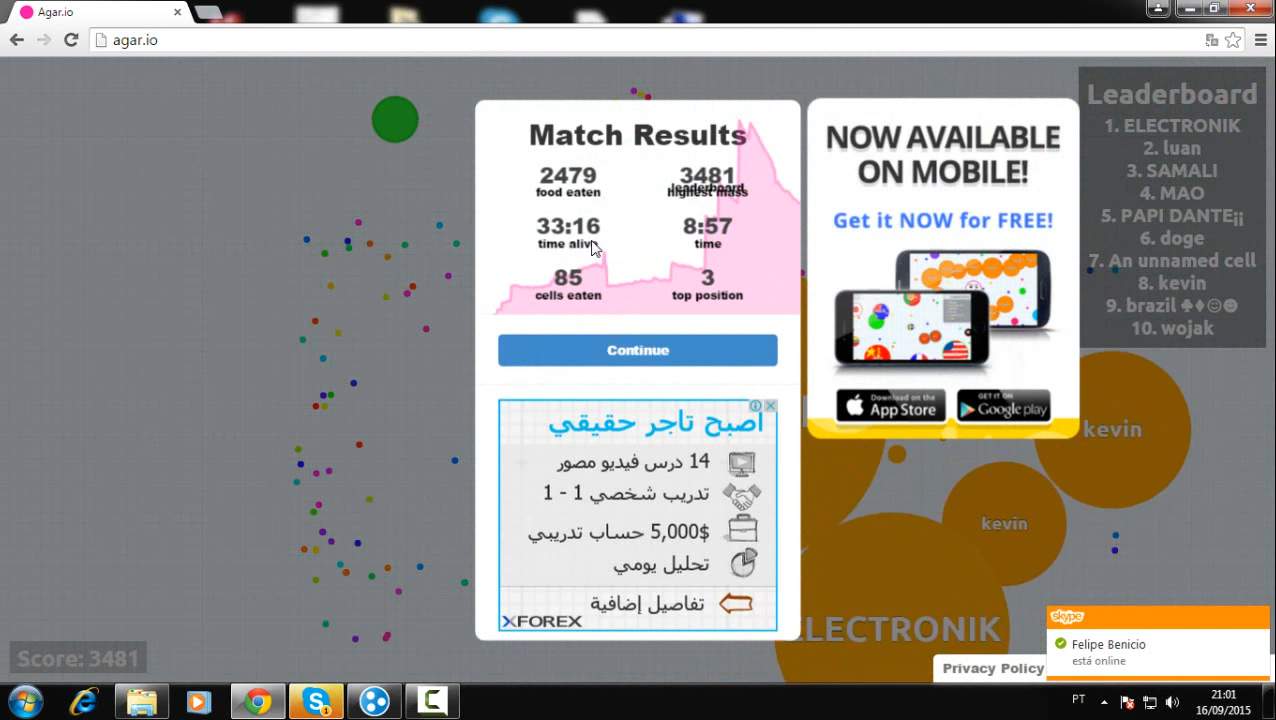 Agar.io
agar.io
Match Results
2479
food eaten
3481
leaderboard
highest mass
33:16
time alive
8:57
time
85
cells eaten
3
top position
Continue
أصبح تاجر حقيقي
14 درس فيديو مصور
تدريب شخصي 1 - 1
5,000$ حساب تدريبي
تحليل يومي
تفاصيل إضافية
XFOREX
NOW AVAILABLE
ON MOBILE!
Get it NOW for FREE!
Download on the
App Store
GET IT ON
Google play
Leaderboard
1. ELECTRONIK
2. luan
3. SAMALI
4. MAO
5. PAPI DANTE¡¡
6. doge
7. An unnamed cell
8. kevin
9. brazil ♣♦☺☻
10. wojak
kevin
kevin
ELECTRONIK
Score: 3481
Privacy Policy
skype
Felipe Benicio
está online
1
PT
21:01
16/09/2015